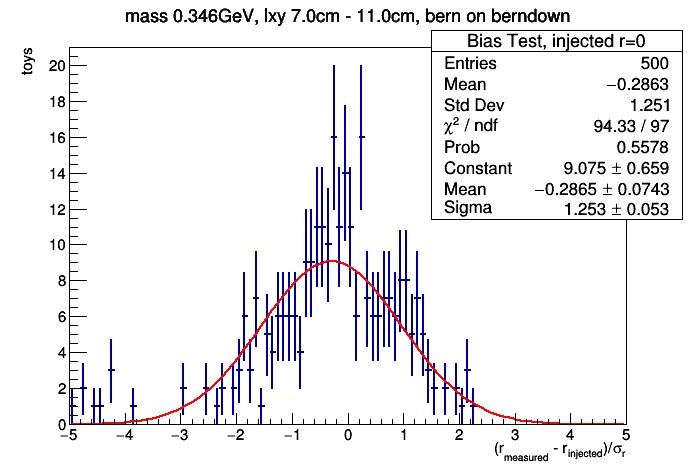 mass 0.346GeV, lxy 7.0cm - 11.0cm, bern on berndown
Bias Test, injected r=0
Entries 500
Mean −0.2863
Std Dev 1.251
χ² / ndf 94.33 / 97
Prob 0.5578
Constant 9.075 ± 0.659
Mean −0.2865 ± 0.0743
Sigma 1.253 ± 0.053
toys
20
18
16
14
12
10
8
6
4
2
0
−5 −4 −3 −2 −1 0 1 2 3 4 5
(r_measured - r_injected)/σ_r